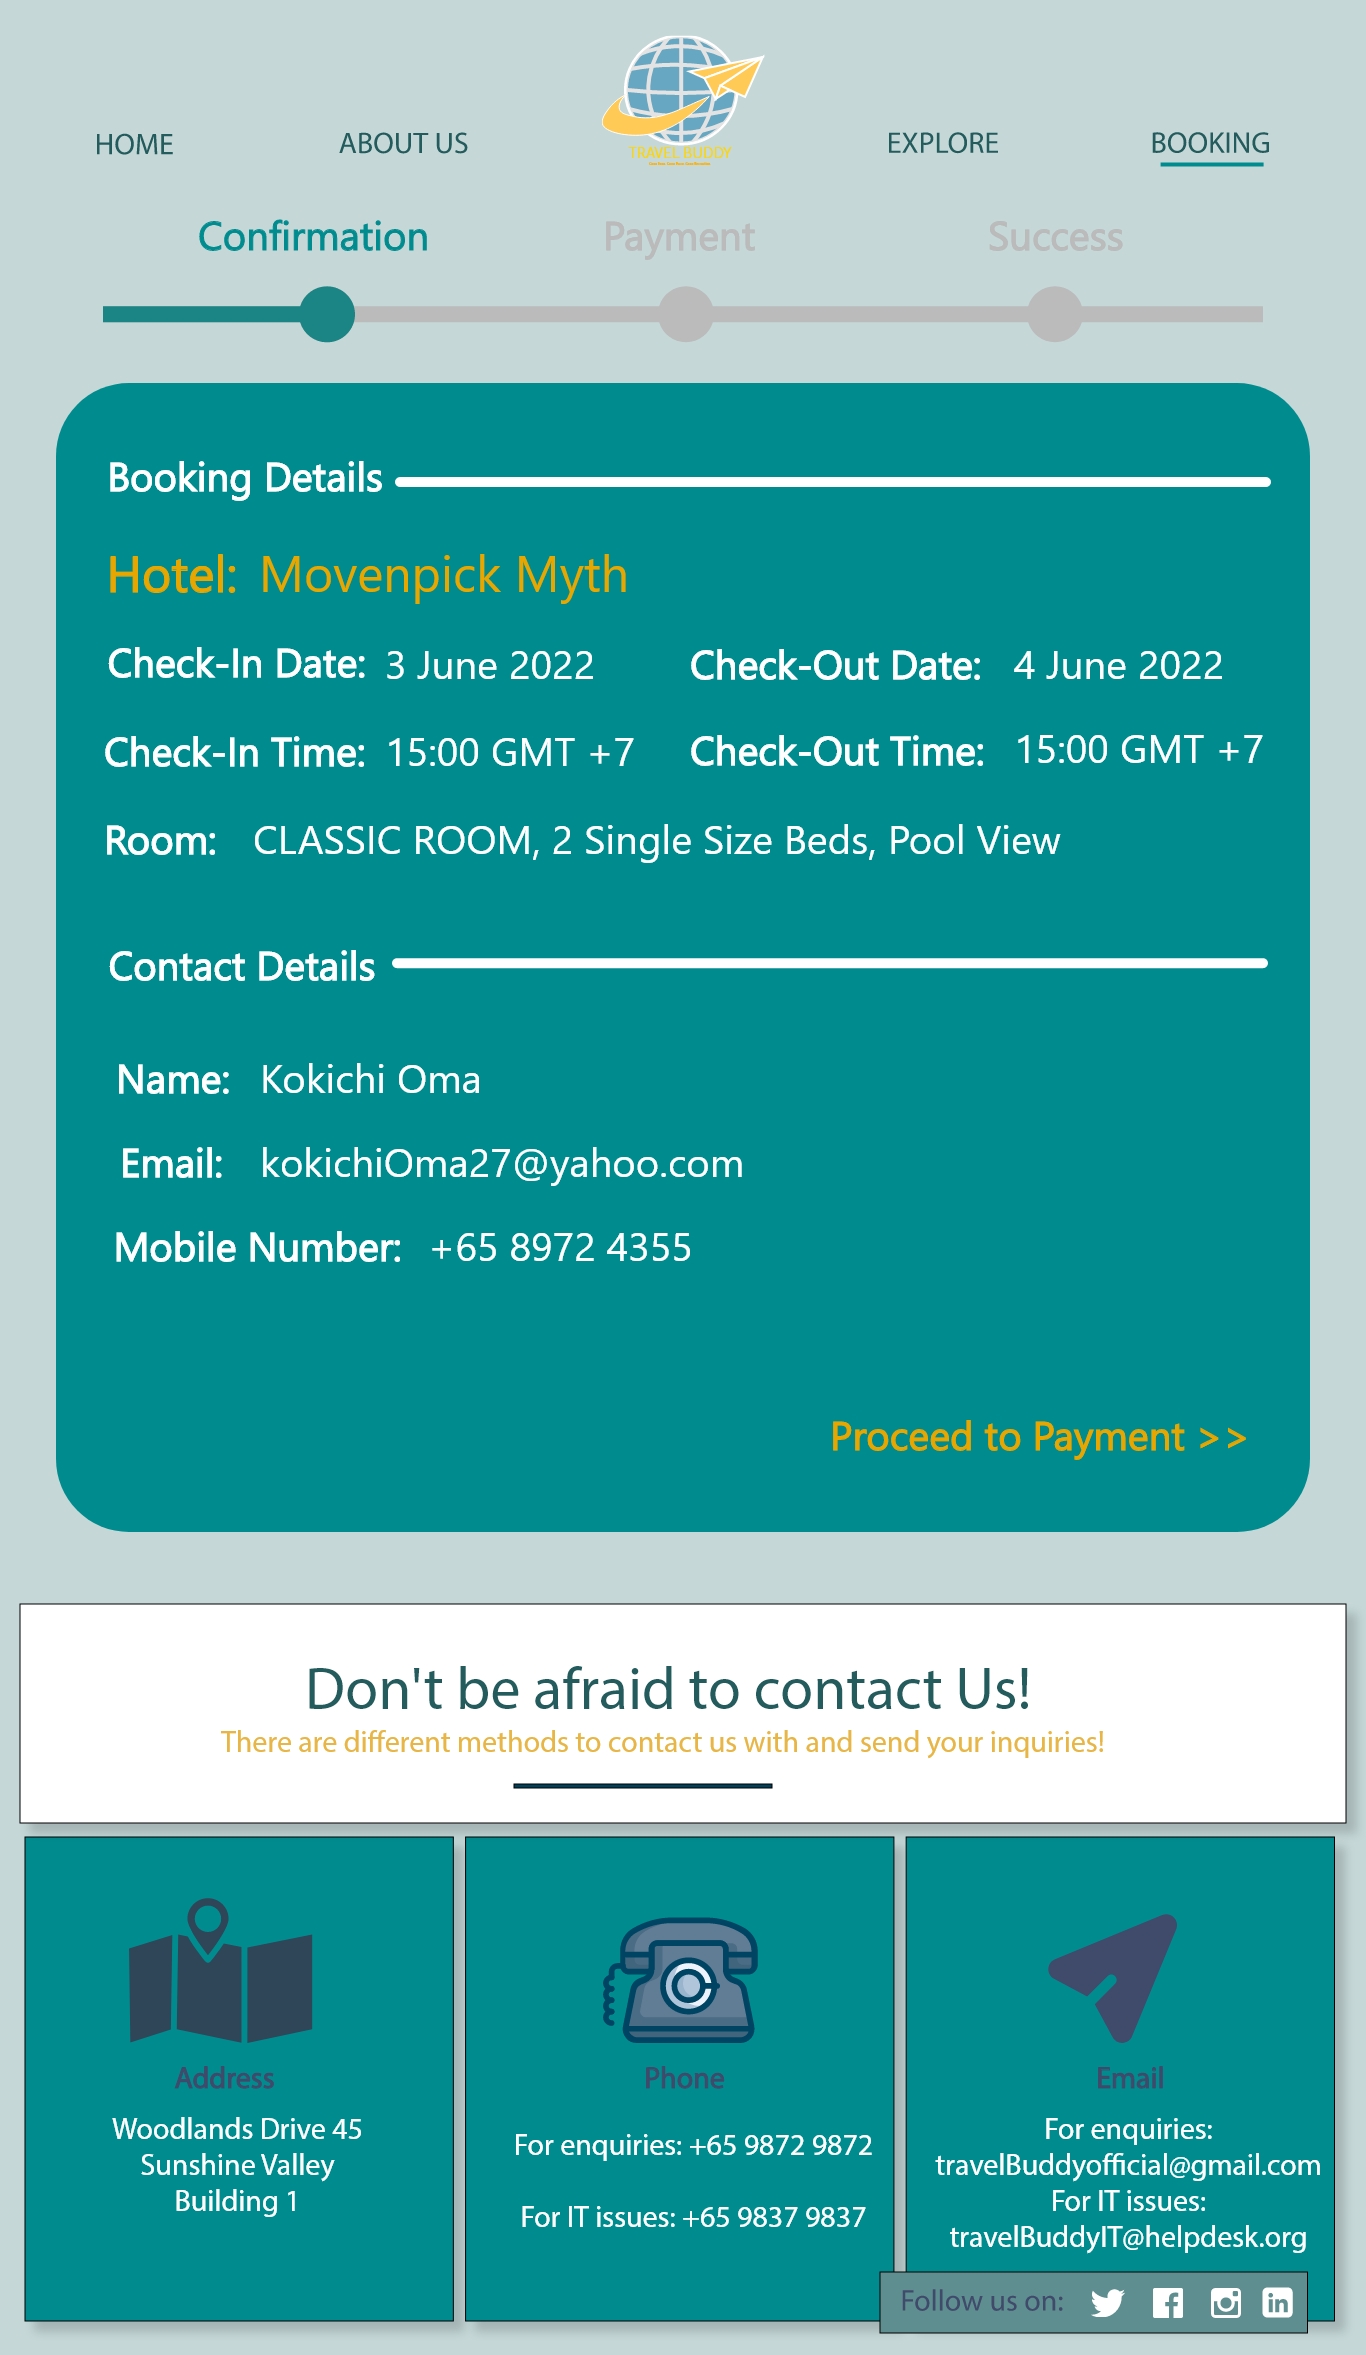 HOME
ABOUT US
TRAVEL BUDDY
EXPLORE
BOOKING
Confirmation
Payment
Success
Booking Details
Hotel: Movenpick Myth
Check-In Date: 3 June 2022
Check-Out Date: 4 June 2022
Check-In Time: 15:00 GMT +7
Check-Out Time: 15:00 GMT +7
Room: CLASSIC ROOM, 2 Single Size Beds, Pool View
Contact Details
Name: Kokichi Oma
Email: kokichiOma27@yahoo.com
Mobile Number: +65 8972 4355
Proceed to Payment >>
Don't be afraid to contact Us!
There are different methods to contact us with and send your inquiries!
Address
Woodlands Drive 45
Sunshine Valley
Building 1
Phone
For enquiries: +65 9872 9872
For IT issues: +65 9837 9837
Email
For enquiries:
travelBuddyofficial@gmail.com
For IT issues:
travelBuddyIT@helpdesk.org
Follow us on: